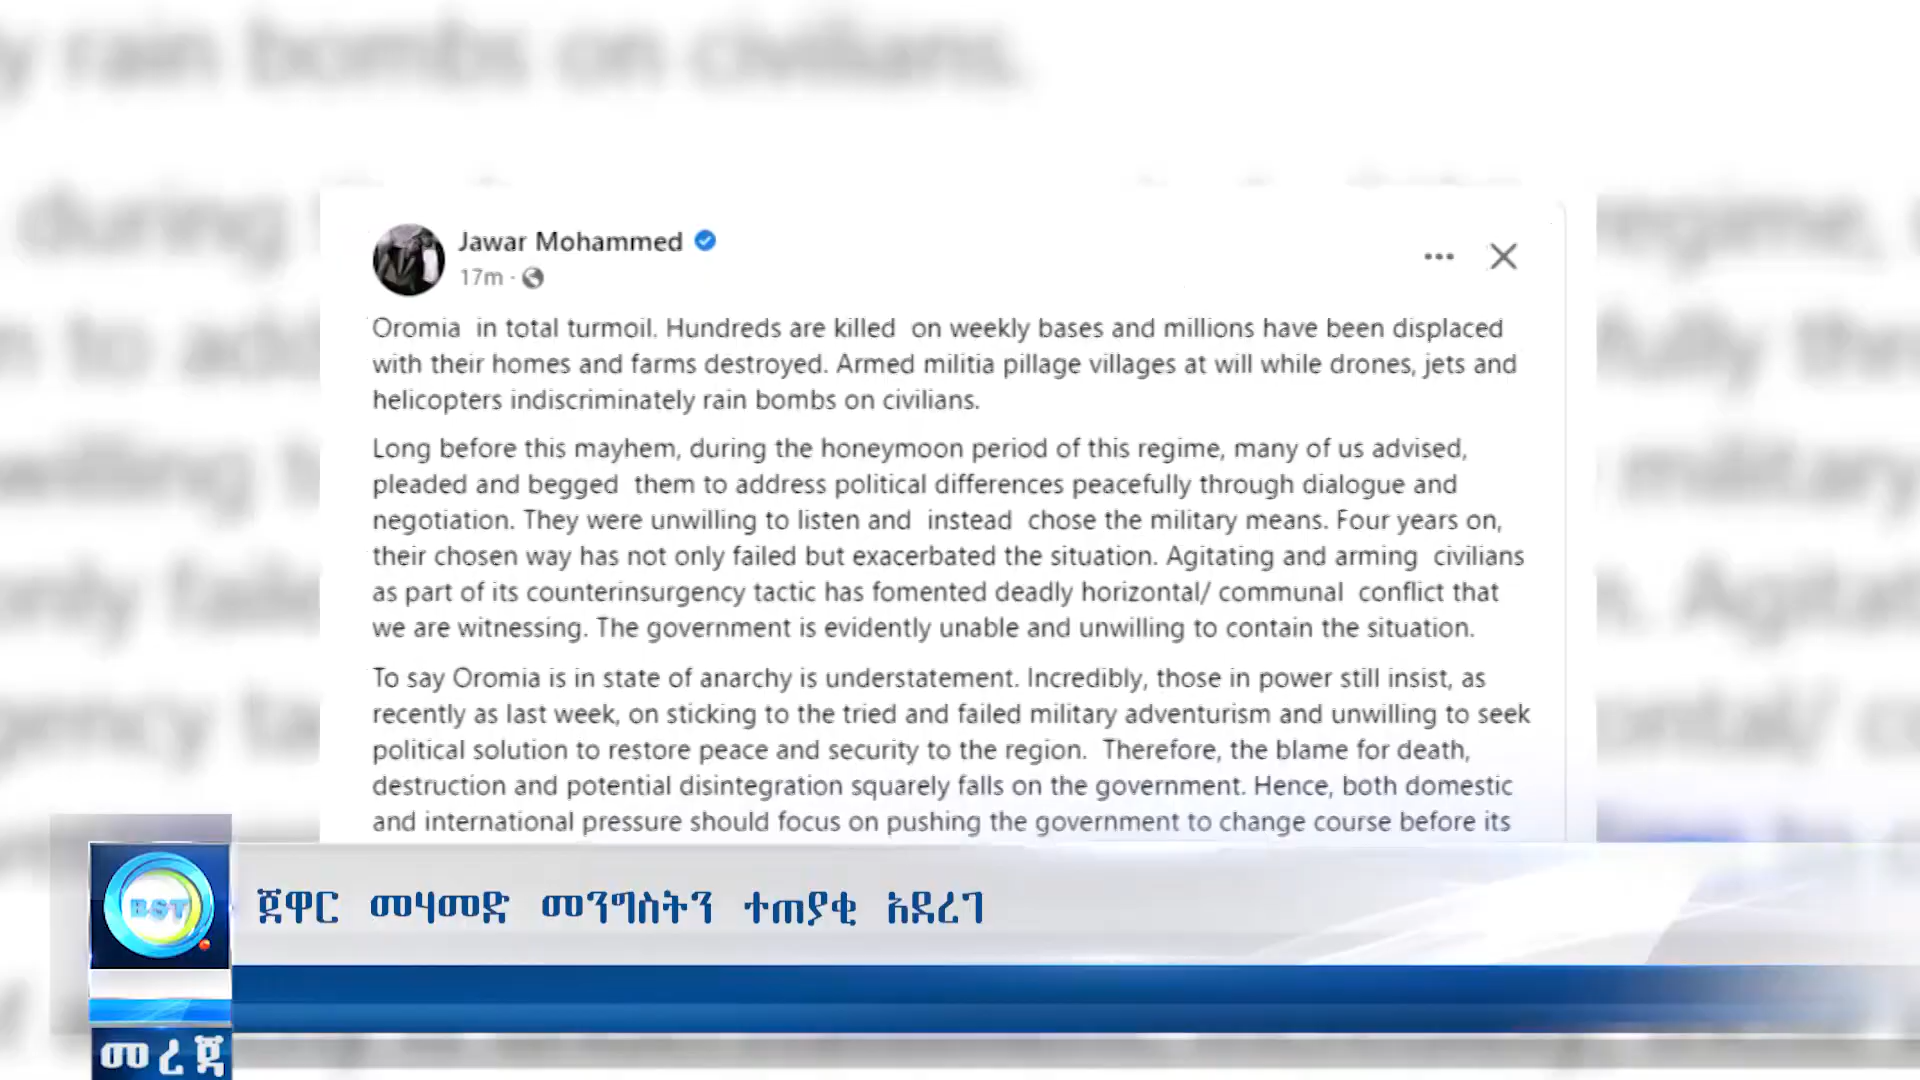 Jawar Mohammed
17m ·
Oromia in total turmoil. Hundreds are killed on weekly bases and millions have been displaced
with their homes and farms destroyed. Armed militia pillage villages at will while drones, jets and
helicopters indiscriminately rain bombs on civilians.
Long before this mayhem, during the honeymoon period of this regime, many of us advised,
pleaded and begged them to address political differences peacefully through dialogue and
negotiation. They were unwilling to listen and instead chose the military means. Four years on,
their chosen way has not only failed but exacerbated the situation. Agitating and arming civilians
as part of its counterinsurgency tactic has fomented deadly horizontal/ communal conflict that
we are witnessing. The government is evidently unable and unwilling to contain the situation.
To say Oromia is in state of anarchy is understatement. Incredibly, those in power still insist, as
recently as last week, on sticking to the tried and failed military adventurism and unwilling to seek
political solution to restore peace and security to the region. Therefore, the blame for death,
destruction and potential disintegration squarely falls on the government. Hence, both domestic
and international pressure should focus on pushing the government to change course before its
BST
ጀዋር መሃመድ መንግስትን ተጠያቂ አደረገ
መረጃ